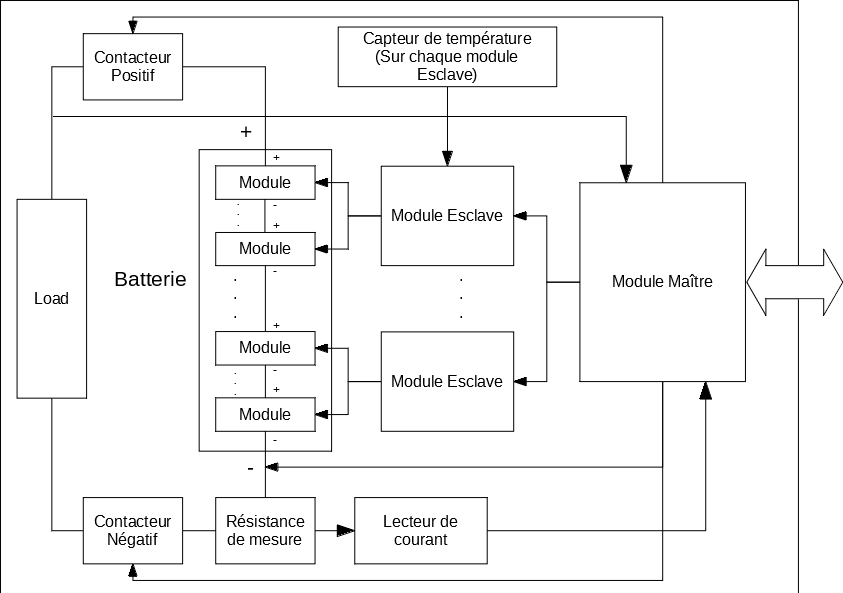 Contacteur
Positif
Capteur de température
(Sur chaque module
Esclave)
+
+
Module
-
+
Module
-
Module Esclave
Module Maître
Batterie
Load
+
Module
-
+
Module
-
Module Esclave
-
Contacteur
Négatif
Résistance
de mesure
Lecteur de
courant